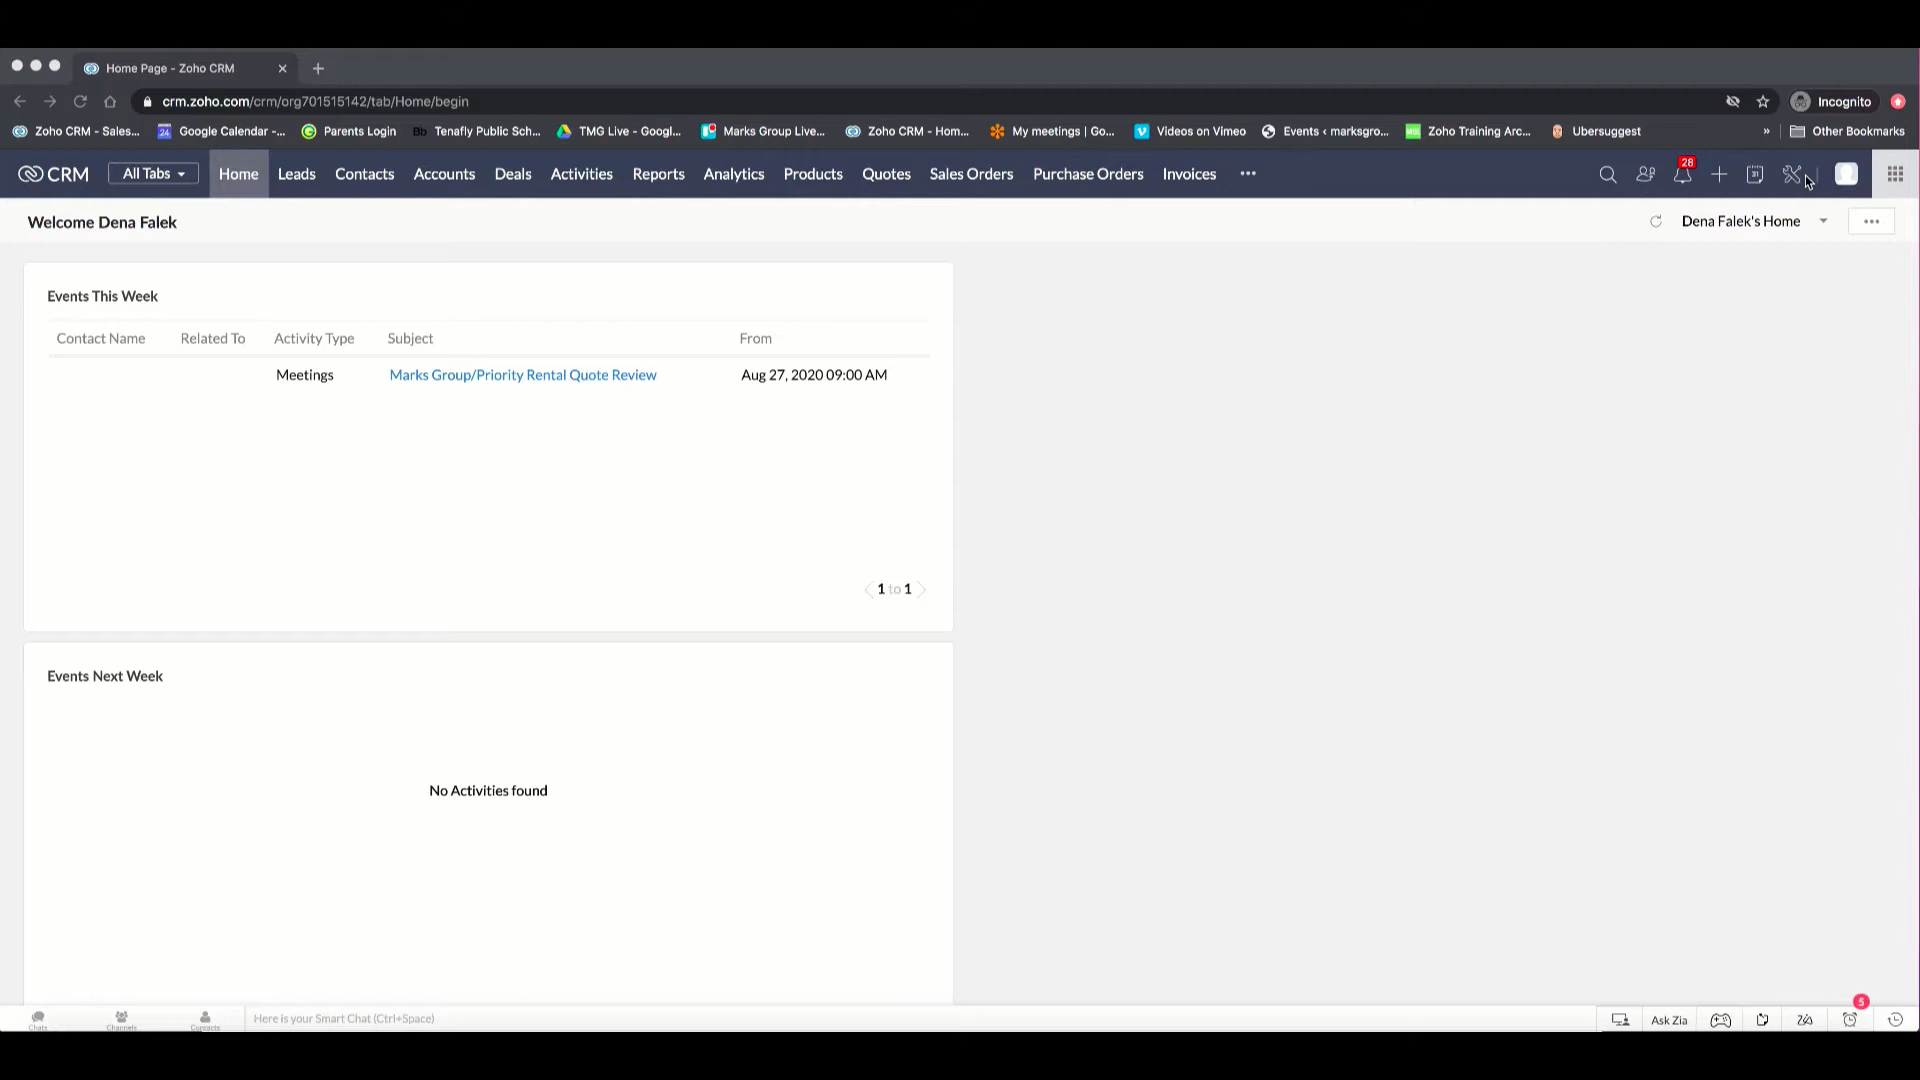 Home Page - Zoho CRM
crm.zoho.com/crm/org701515142/tab/Home/begin
Incognito
Zoho CRM - Sales...
24
Google Calendar -...
Parents Login
Bb
Tenafly Public Sch...
TMG Live - Googl...
Marks Group Live...
Zoho CRM - Hom...
My meetings | Go...
Videos on Vimeo
Events ‹ marksgro...
Zoho Training Arc...
Ubersuggest
»
Other Bookmarks
CRM
All Tabs
Home
Leads
Contacts
Accounts
Deals
Activities
Reports
Analytics
Products
Quotes
Sales Orders
Purchase Orders
Invoices
•••
28
31
Welcome Dena Falek
Dena Falek's Home
Events This Week
Contact Name Related To Activity Type Subject From
Meetings Marks Group/Priority Rental Quote Review Aug 27, 2020 09:00 AM
1 to 1
Events Next Week
No Activities found
5
Chats
Channels
Contacts
Here is your Smart Chat (Ctrl+Space)
Ask Zia